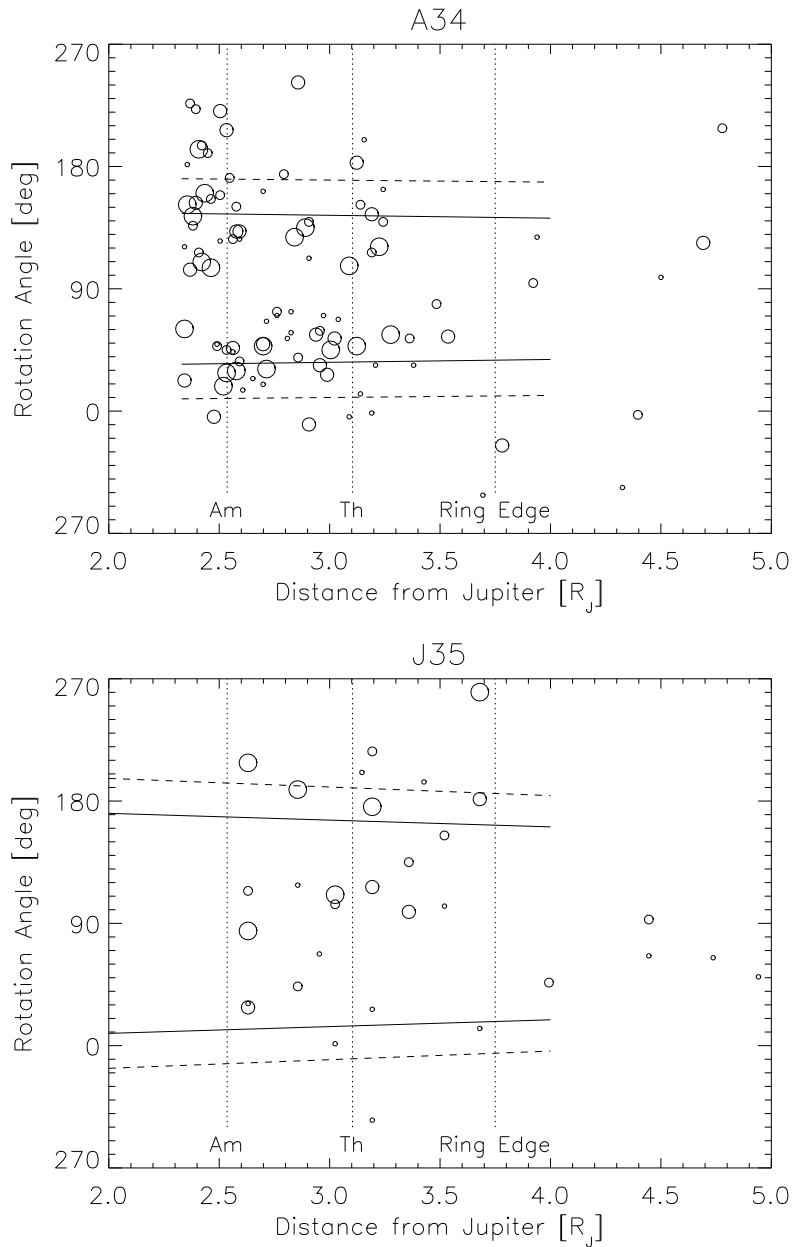 A34
270
180
90
0
270
Rotation Angle [deg]
Am Th Ring Edge
2.0 2.5 3.0 3.5 4.0 4.5 5.0
Distance from Jupiter [R_J]
J35
270
180
90
0
270
Rotation Angle [deg]
Am Th Ring Edge
2.0 2.5 3.0 3.5 4.0 4.5 5.0
Distance from Jupiter [R_J]